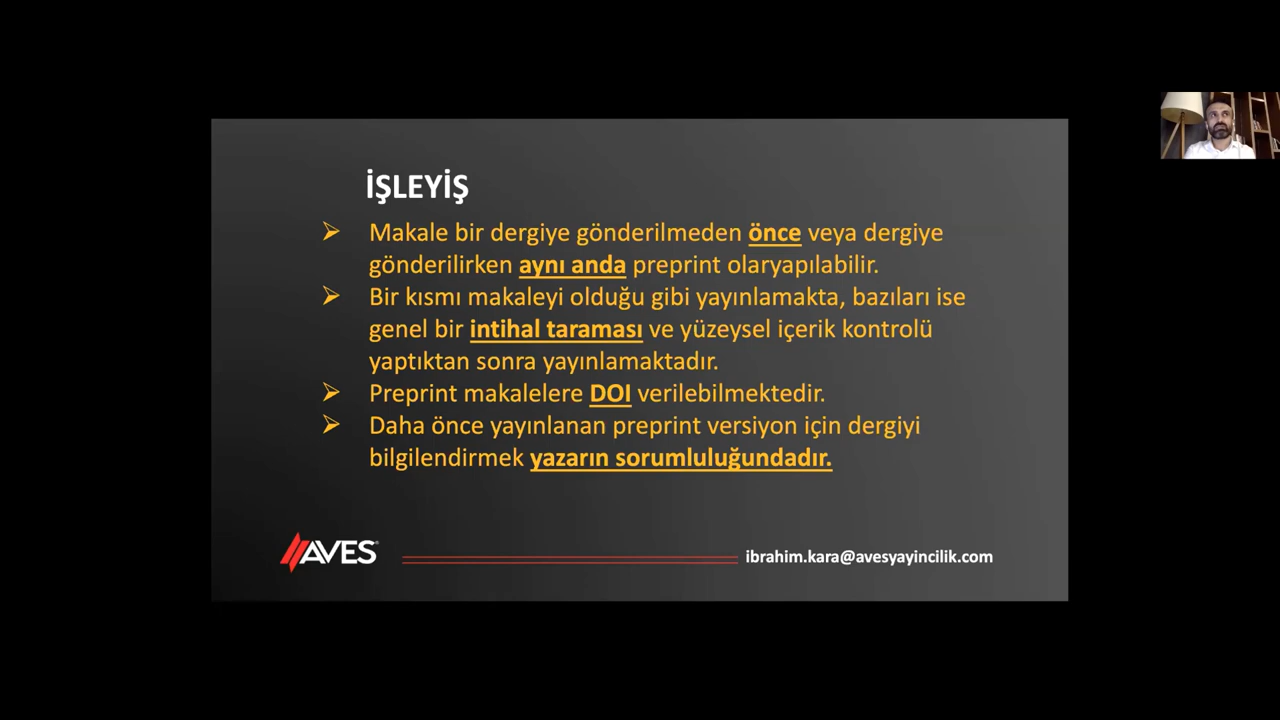 İŞLEYİŞ
Makale bir dergiye gönderilmeden önce veya dergiye
gönderilirken aynı anda preprint olaryapılabilir.
Bir kısmı makaleyi olduğu gibi yayınlamakta, bazıları ise
genel bir intihal taraması ve yüzeysel içerik kontrolü
yaptıktan sonra yayınlamaktadır.
Preprint makalelere DOI verilebilmektedir.
Daha önce yayınlanan preprint versiyon için dergiyi
bilgilendirmek yazarın sorumluluğundadır.
AVES
ibrahim.kara@avesyayincilik.com